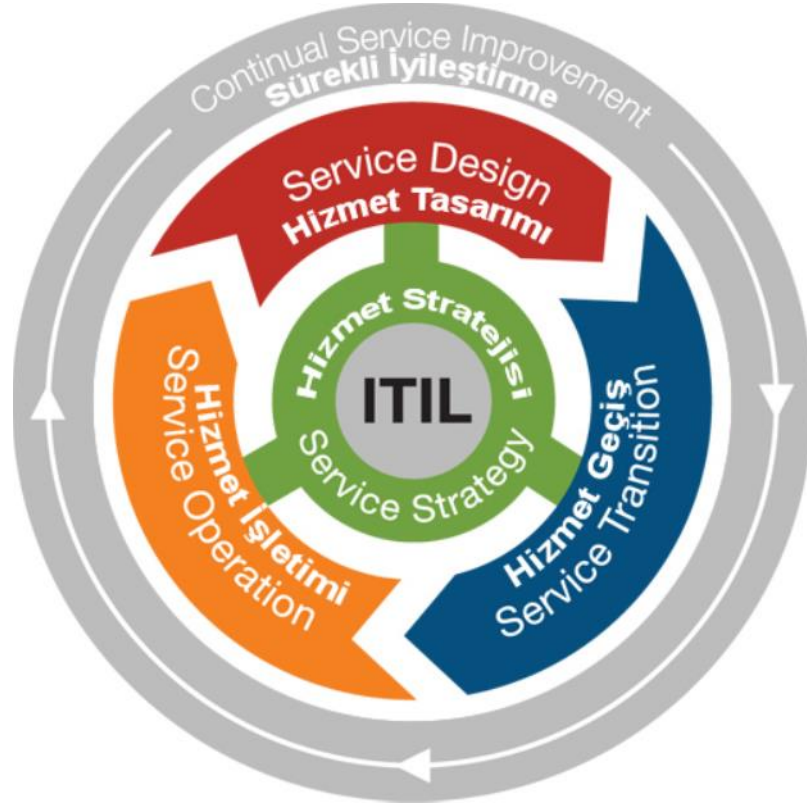 Continual Service Improvement
Sürekli İyileştirme
Service Design
Hizmet Tasarımı
Hizmet Stratejisi
ITIL
Service Strategy
Hizmet Geçiş
Service Transition
Hizmet İşletimi
Service Operation